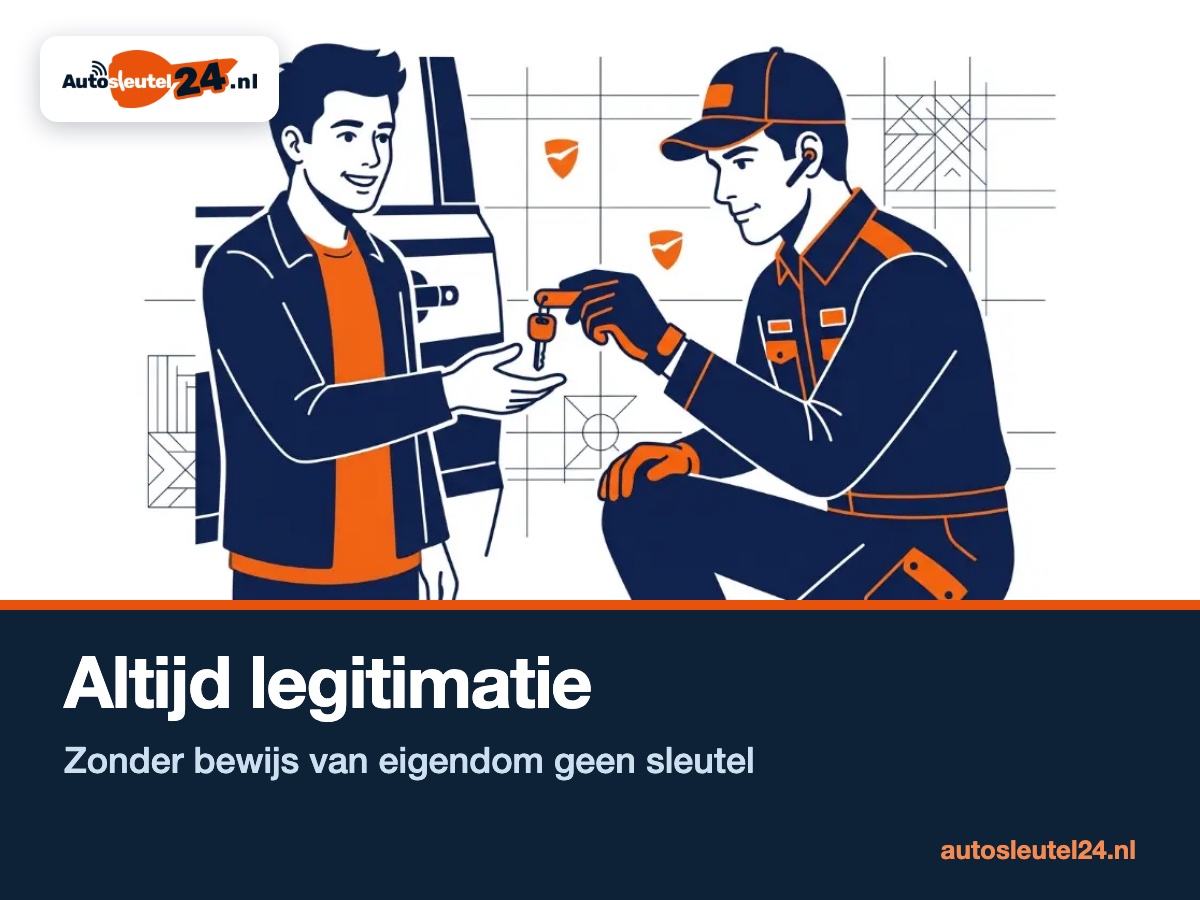 Autosleutel24.nl
Altijd legitimatie
Zonder bewijs van eigendom geen sleutel
autosleutel24.nl